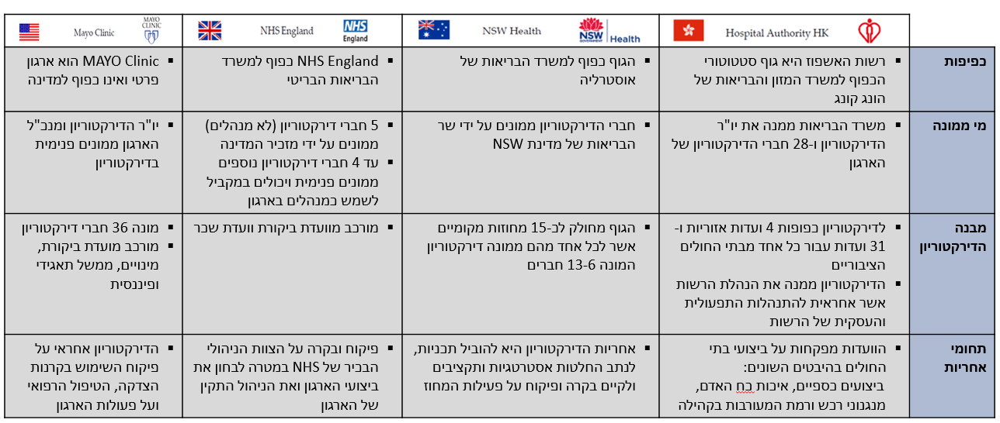 Hospital Authority HK
NSW Health
NSW
GOVERNMENT
Health
NHS England
NHS
England
Mayo Clinic
MAYO
CLINIC
כפיפות
רשות האשפוז היא גוף סטטוטורי
הכפוף למשרד המזון והבריאות של
הונג קונג
הגוף כפוף למשרד הבריאות של
אוסטרליה
NHS England כפוף למשרד
הבריאות הבריטי
MAYO Clinic הוא ארגון
פרטי ואינו כפוף למדינה
מי ממונה
משרד הבריאות ממנה את יו"ר
הדירקטוריון ו-28 חברי הדירקטוריון של
הארגון
חברי הדירקטוריון ממונים על ידי שר
הבריאות של מדינת NSW
5 חברי דירקטוריון (לא מנהלים)
ממונים על ידי מזכיר המדינה
עד 4 חברי דירקטוריון נוספים
ממונים פנימית ויכולים במקביל
לשמש כמנהלים בארגון
יו"ר הדירקטוריון ומנכ"ל
הארגון ממונים פנימית
בדירקטוריון
מבנה
הדירקטוריון
לדירקטוריון כפופות 4 ועדות אזוריות ו-
31 ועדות עבור כל אחד מבתי החולים
הציבוריים
הדירקטוריון ממנה את הנהלת הרשות
אשר אחראית להתנהלות התפעולית
והעסקית של הרשות
הגוף מחולק לכ-15 מחוזות מקומיים
אשר לכל אחד מהם ממונה דירקטוריון
המונה 13-6 חברים
מורכב מוועדת ביקורת וועדת שכר
מונה 36 חברי דירקטוריון
מורכב מועדת ביקורת,
מינויים, ממשל תאגידי
ופיננסית
תחומי
אחריות
הוועדות מפקחות על ביצועי בתי
החולים בהיבטים השונים:
ביצועים כספיים, איכות כח האדם,
מנגנוני רכש ורמת המעורבות בקהילה
אחריות הדירקטוריון היא להוביל תכניות,
לנתב החלטות אסטרטגיות ותקציבים
ולקיים בקרה ופיקוח על פעילות המחוז
פיקוח ובקרה על הצוות הניהולי
הבכיר של NHS במטרה לבחון את
ביצועי הארגון ואת הניהול התקין
של הארגון
הדירקטוריון אחראי על
פיקוח השימוש בקרנות
הצדקה, הטיפול הרפואי
ועל פעולות הארגון